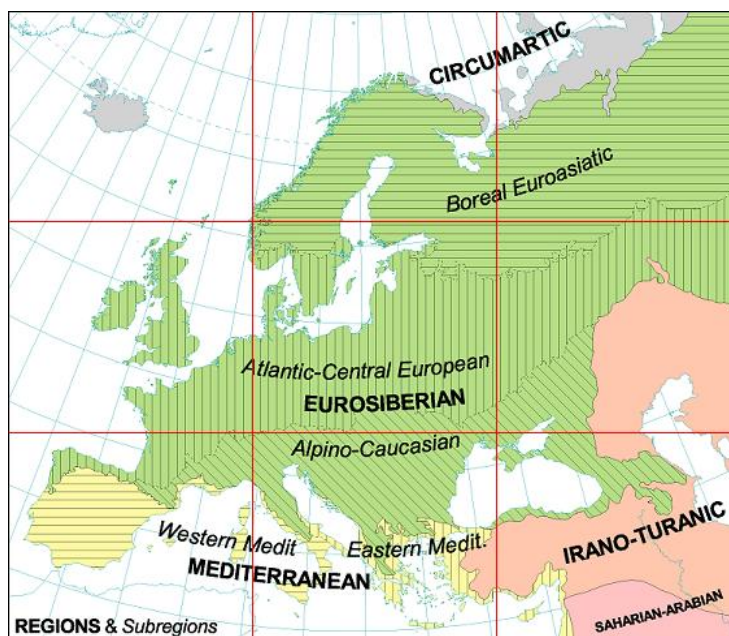 CIRCUMARTIC
Boreal Euroasiatic
Atlantic-Central European
EUROSIBERIAN
Alpino-Caucasian
Western Medit
Eastern Medit.
MEDITERRANEAN
IRANO-TURANIC
SAHARIAN-ARABIAN
REGIONS & Subregions